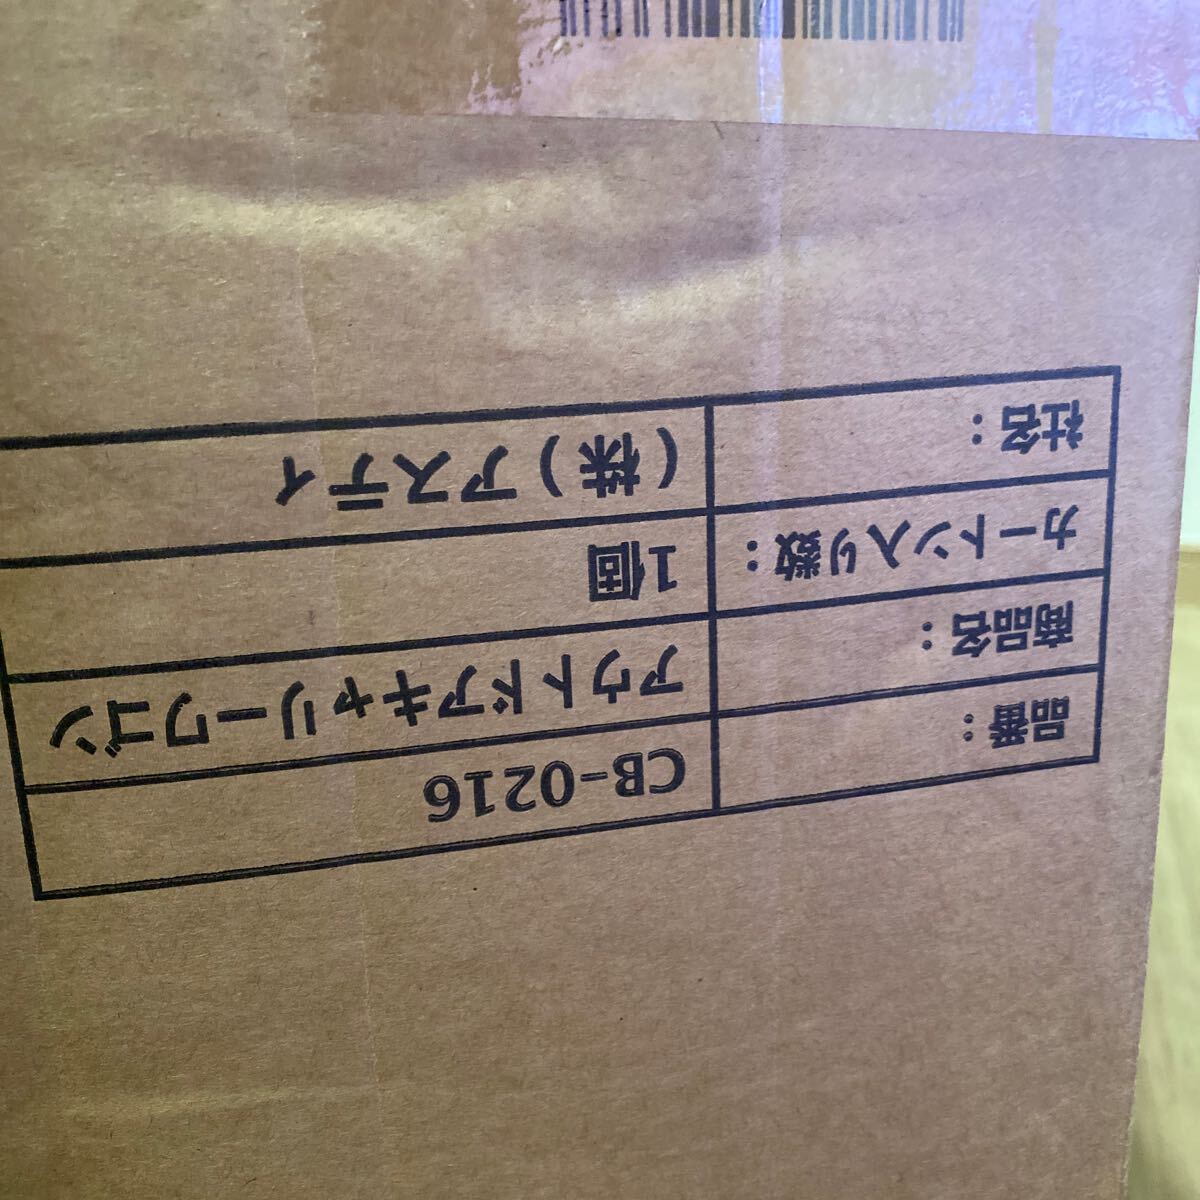 品番: CB-0216
商品名: アウトドアキャリーワゴン
カートン入り数: 1個
社名: (株)アスティ